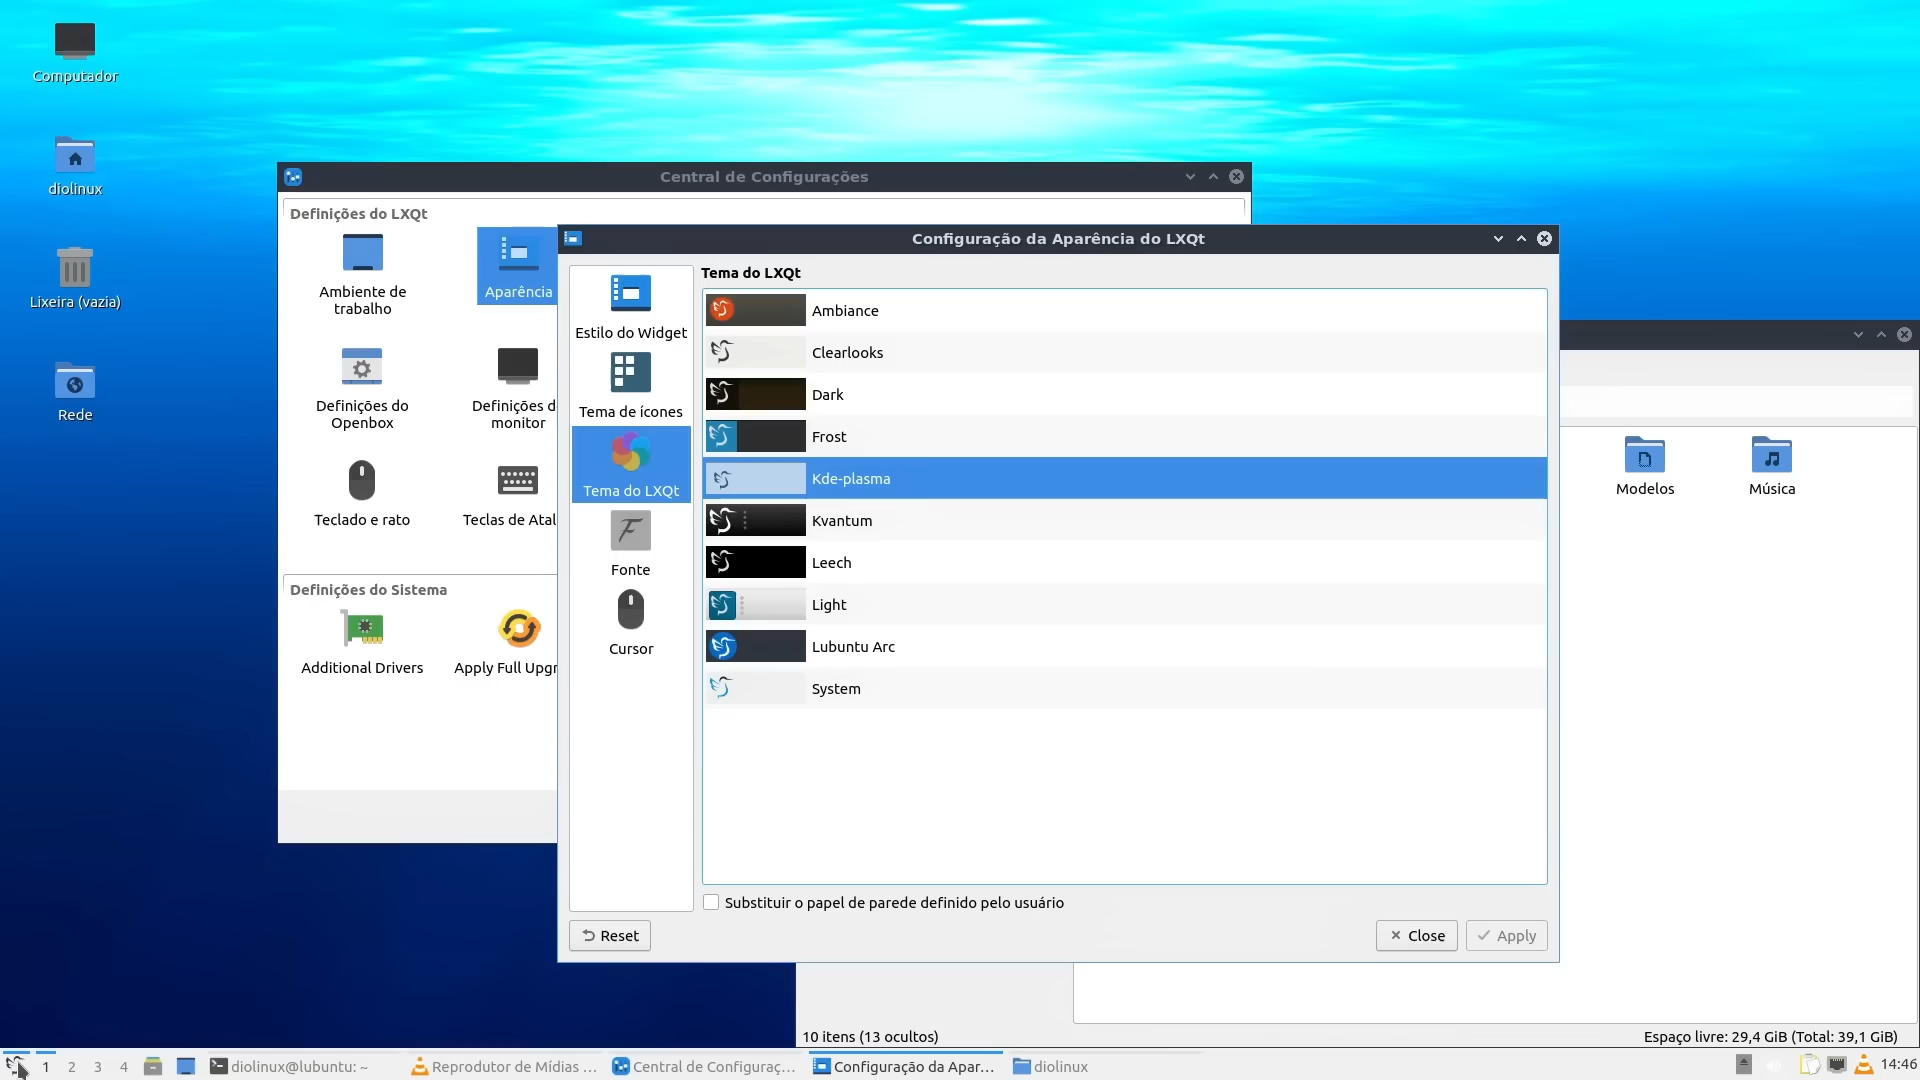 Computador
diolinux
Lixeira (vazia)
Rede
Central de Configurações
Definições do LXQt
Ambiente de
trabalho
Aparência
Definições do
Openbox
Definições d
monitor
Teclado e rato
Teclas de Atal
Definições do Sistema
Additional Drivers
Apply Full Upgr
Configuração da Aparência do LXQt
Estilo do Widget
Tema de ícones
Tema do LXQt
Fonte
Cursor
Tema do LXQt
Ambiance
Clearlooks
Dark
Frost
Kde-plasma
Kvantum
Leech
Light
Lubuntu Arc
System
Substituir o papel de parede definido pelo usuário
Reset
Close
Apply
Modelos
Música
10 itens (13 ocultos)
Espaço livre: 29,4 GiB (Total: 39,1 GiB)
1 2 3 4
diolinux@lubuntu: ~
Reprodutor de Mídias ...
Central de Configuraç...
Configuração da Apar...
diolinux
14:46